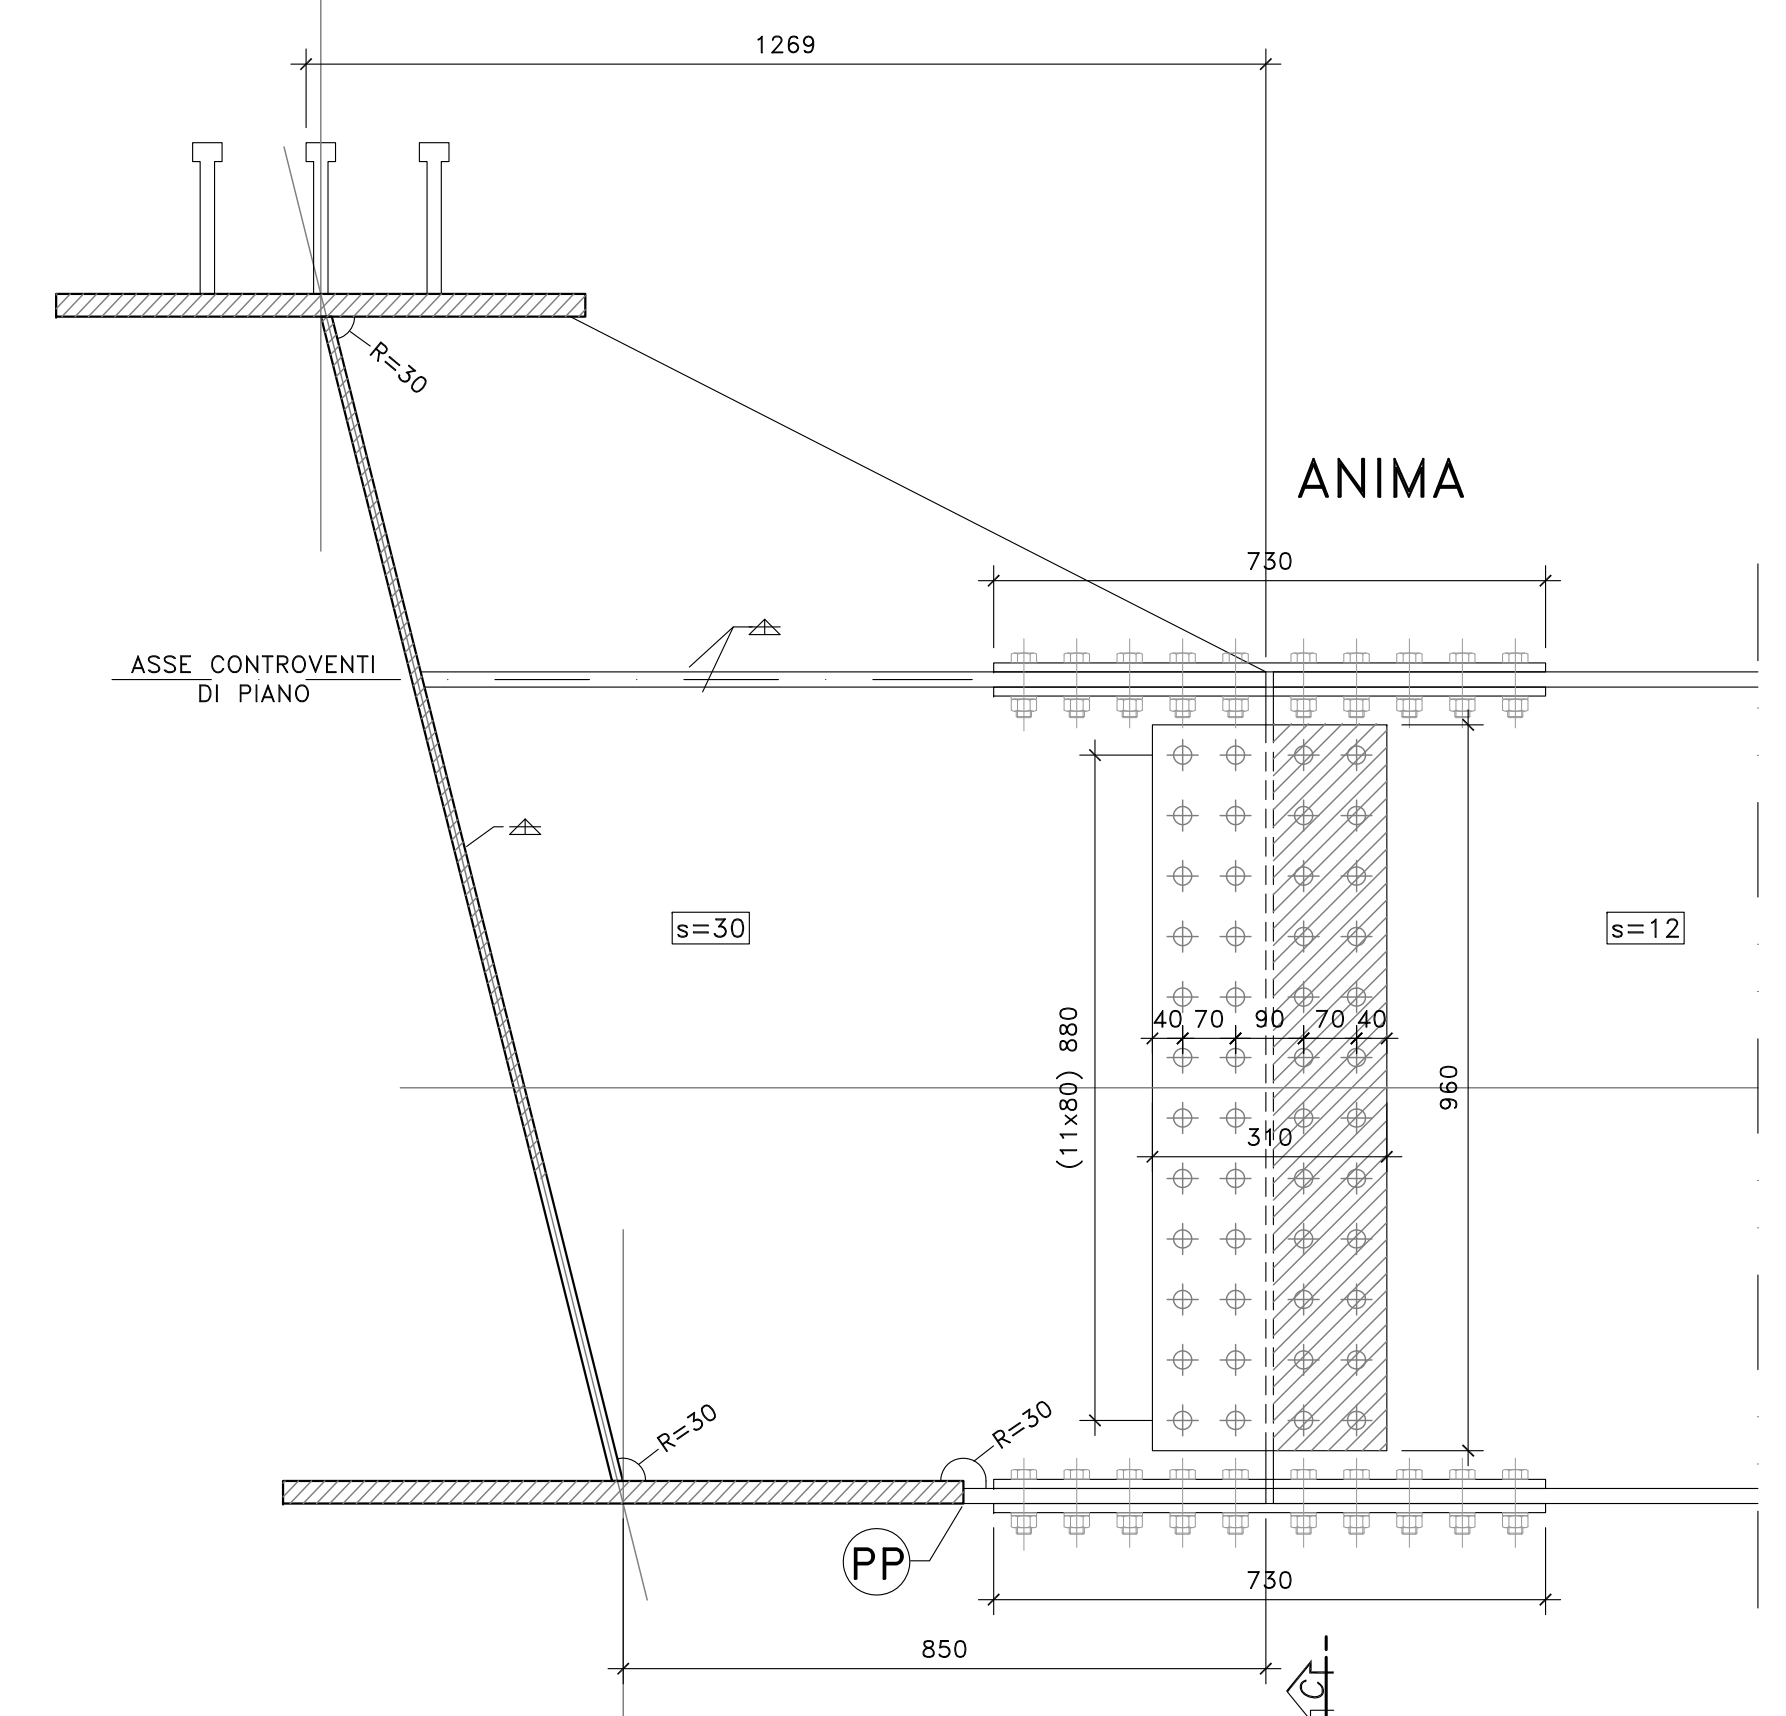 1269
R=30
ANIMA
730
ASSE CONTROVENTI
DI PIANO
s=30
s=12
40 70 90 70 40
(11x80) 880
960
310
R=30
R=30
PP
730
850
C